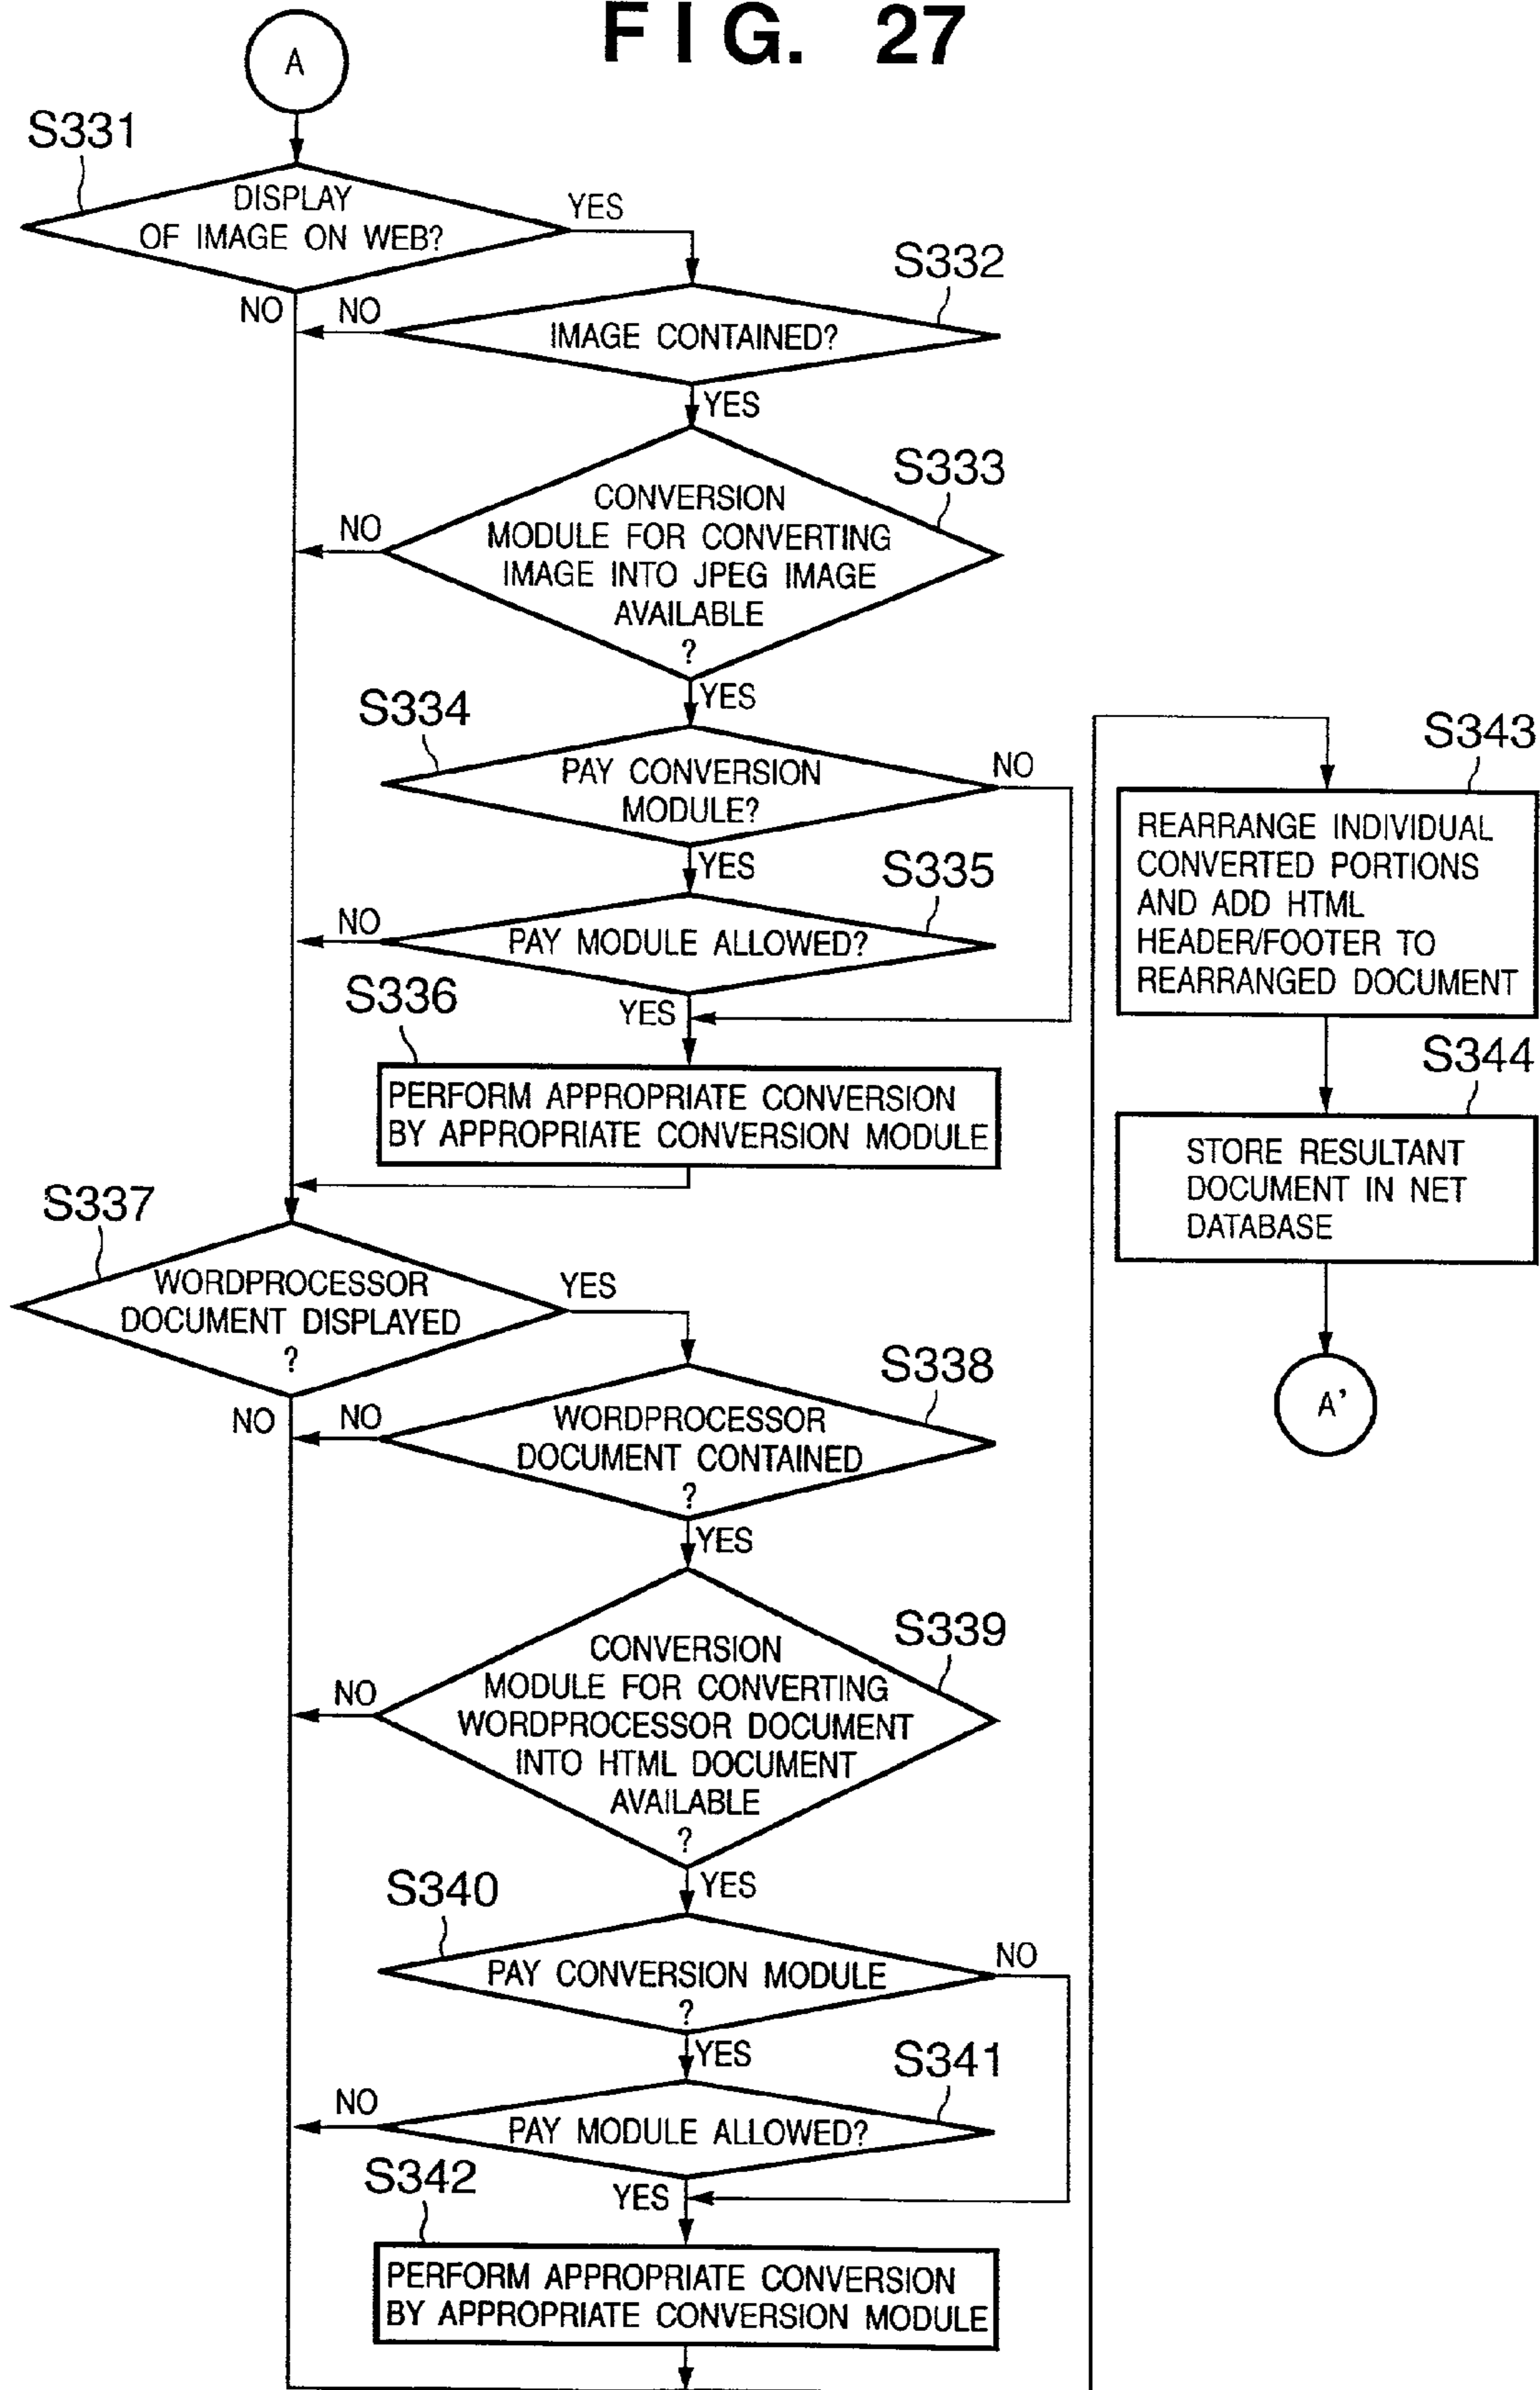 FIG. 27
A
S331
DISPLAY
OF IMAGE ON WEB?
YES
NO
S332
IMAGE CONTAINED?
NO
YES
S333
CONVERSION
MODULE FOR CONVERTING
IMAGE INTO JPEG IMAGE
AVAILABLE
?
NO
YES
S334
PAY CONVERSION
MODULE?
NO
YES
S335
PAY MODULE ALLOWED?
NO
YES
S336
PERFORM APPROPRIATE CONVERSION
BY APPROPRIATE CONVERSION MODULE
S337
WORDPROCESSOR
DOCUMENT DISPLAYED
?
YES
NO
S338
WORDPROCESSOR
DOCUMENT CONTAINED
?
NO
YES
S339
CONVERSION
MODULE FOR CONVERTING
WORDPROCESSOR DOCUMENT
INTO HTML DOCUMENT
AVAILABLE
?
NO
YES
S340
PAY CONVERSION MODULE
?
NO
YES
S341
PAY MODULE ALLOWED?
NO
YES
S342
PERFORM APPROPRIATE CONVERSION
BY APPROPRIATE CONVERSION MODULE
S343
REARRANGE INDIVIDUAL
CONVERTED PORTIONS
AND ADD HTML
HEADER/FOOTER TO
REARRANGED DOCUMENT
S344
STORE RESULTANT
DOCUMENT IN NET
DATABASE
A'